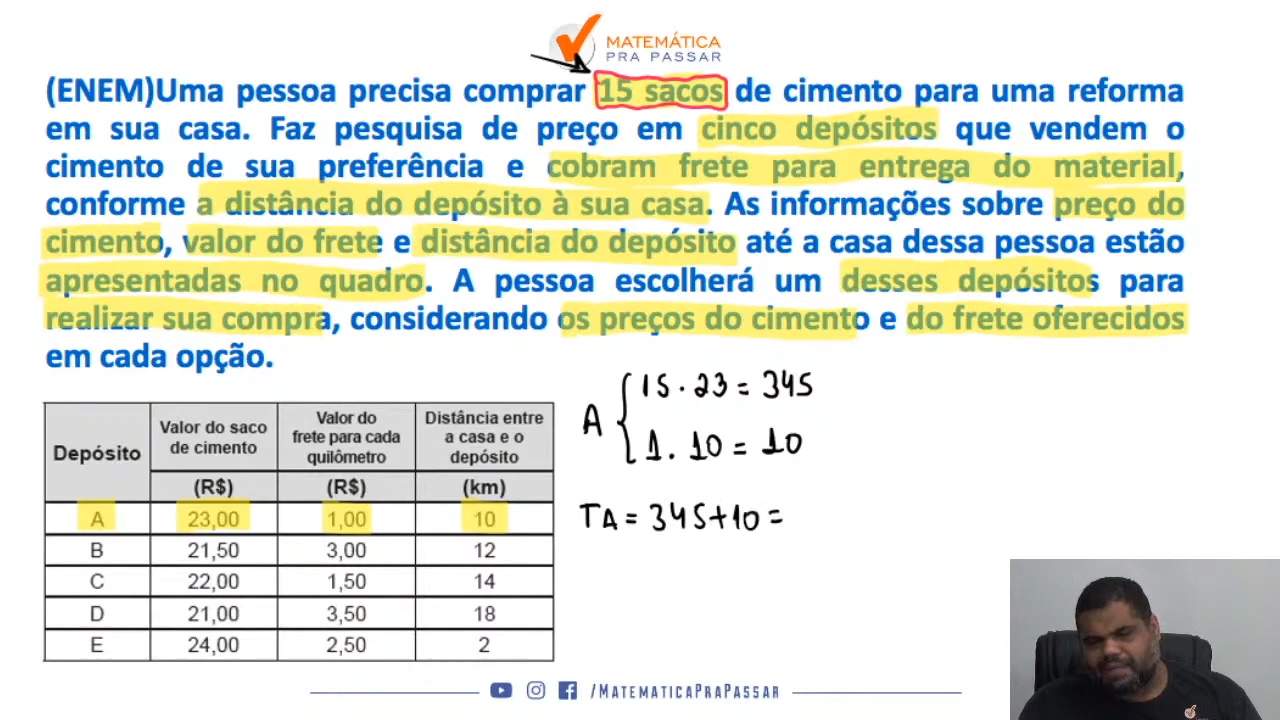 MATEMÁTICA
PRA PASSAR
(ENEM)Uma pessoa precisa comprar 15 sacos de cimento para uma reforma
em sua casa. Faz pesquisa de preço em cinco depósitos que vendem o
cimento de sua preferência e cobram frete para entrega do material,
conforme a distância do depósito à sua casa. As informações sobre preço do
cimento, valor do frete e distância do depósito até a casa dessa pessoa estão
apresentadas no quadro. A pessoa escolherá um desses depósitos para
realizar sua compra, considerando os preços do cimento e do frete oferecidos
em cada opção.
Depósito
Valor do saco
de cimento
Valor do
frete para cada
quilômetro
Distância entre
a casa e o
depósito
(R$) (R$) (km)
A 23,00 1,00 10
B 21,50 3,00 12
C 22,00 1,50 14
D 21,00 3,50 18
E 24,00 2,50 2
A { 15 . 23 = 345
1 . 10 = 10
TA = 345+10 =
/MATEMATICAPRAPASSAR